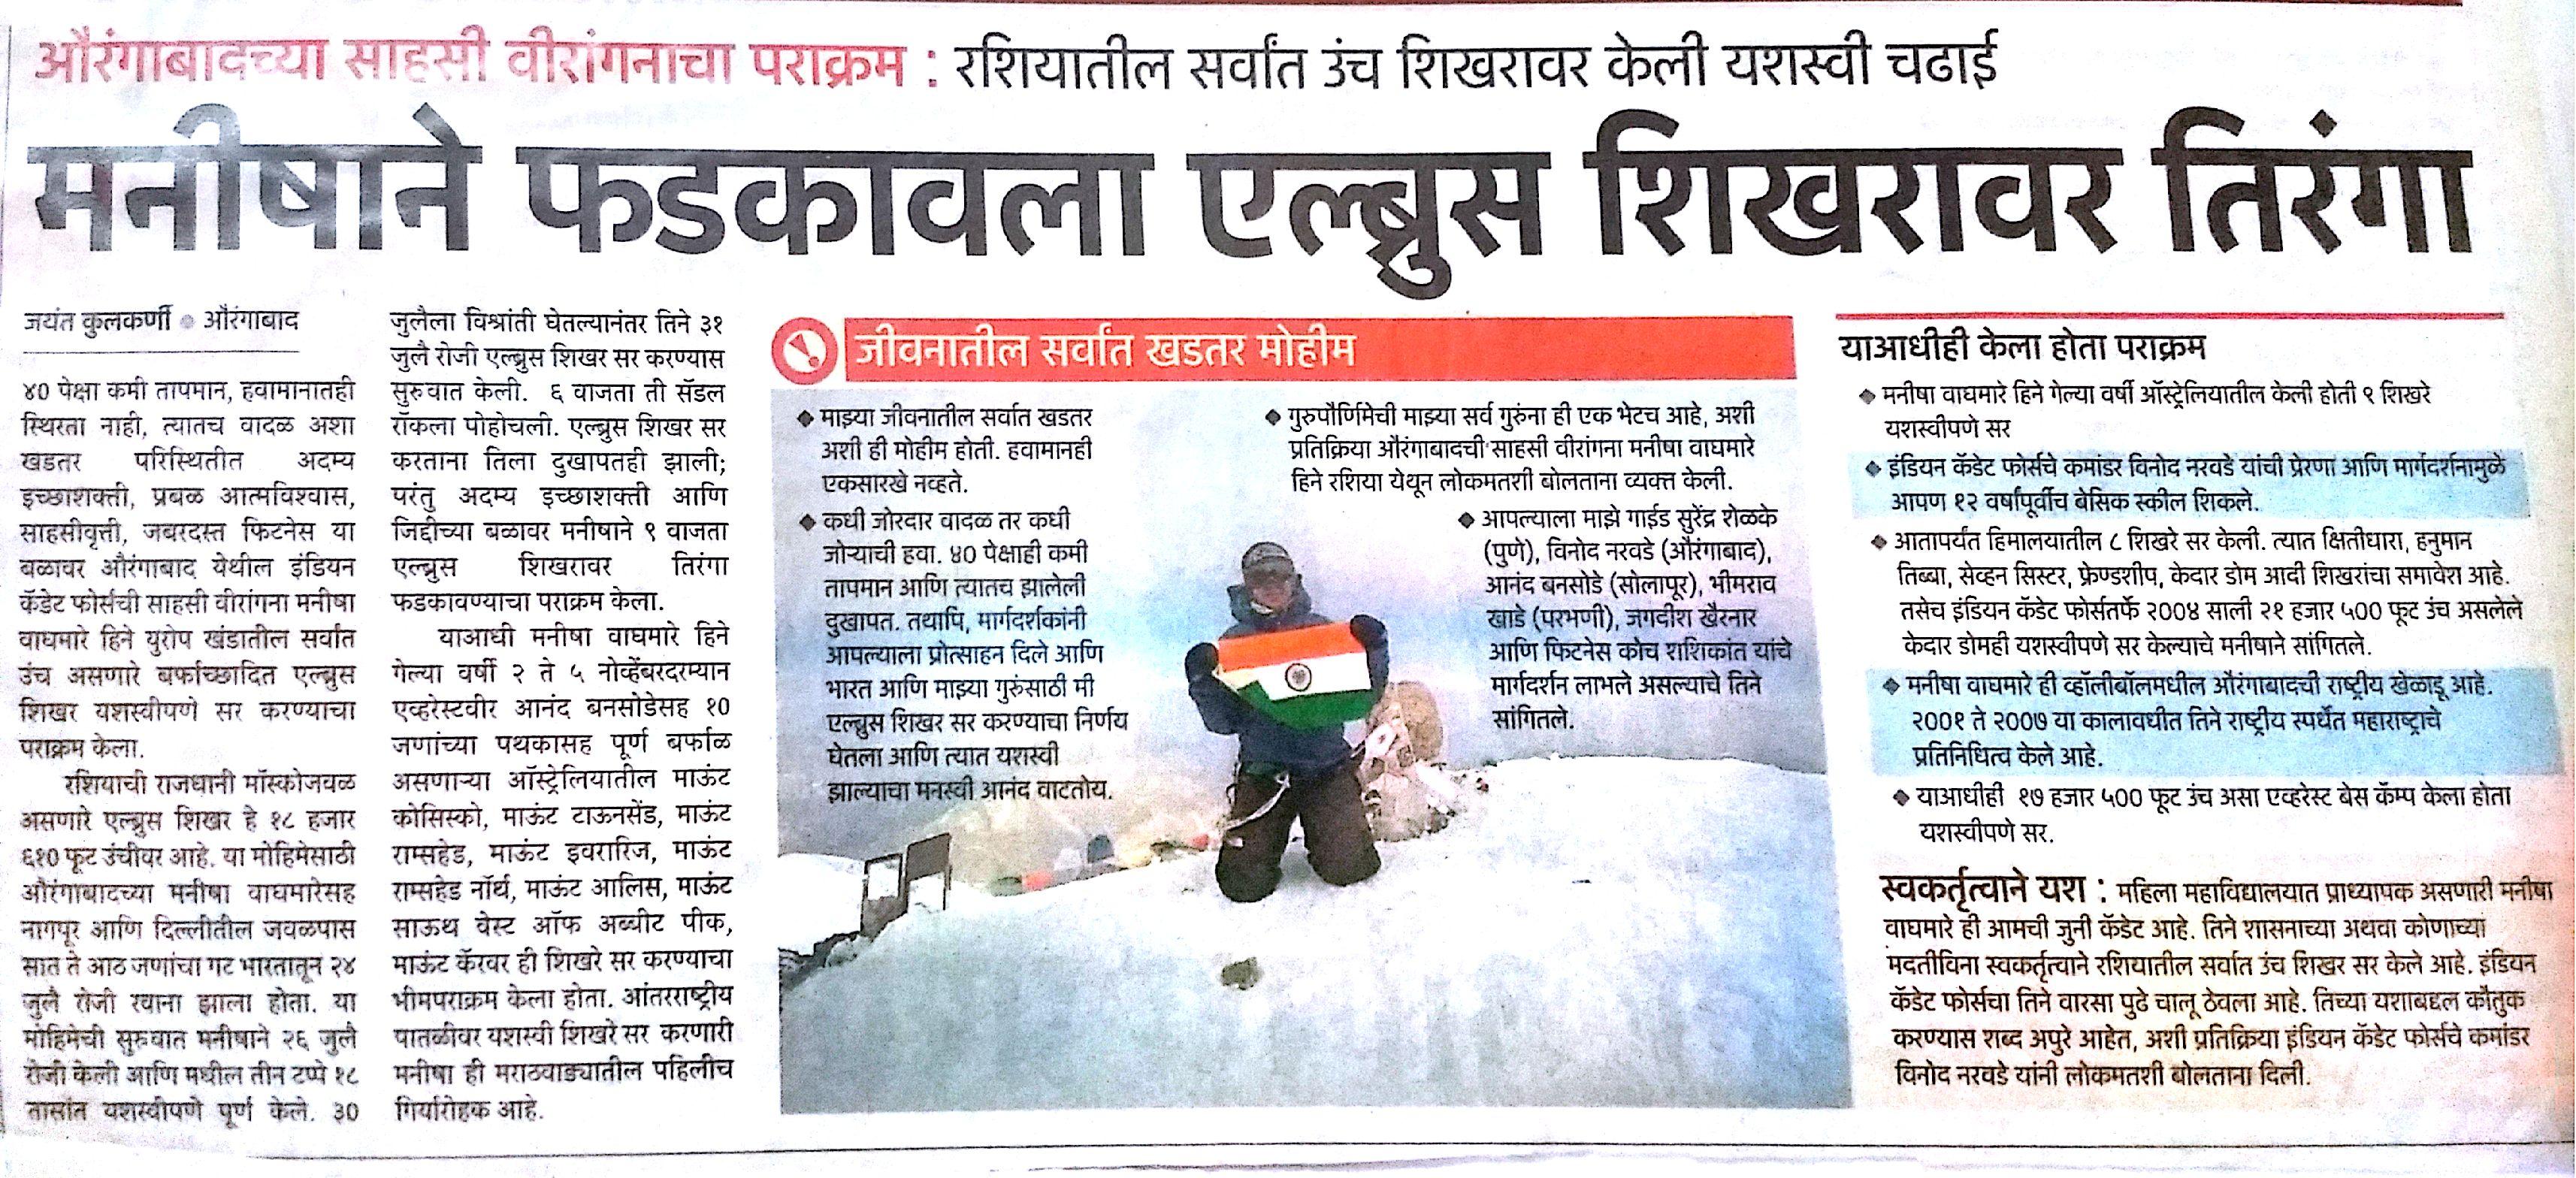 औरंगाबादच्या साहसी वीरांगनाचा पराक्रम : रशियातील सर्वांत उंच शिखरावर केली यशस्वी चढाई
मनीषाने फडकावला एल्ब्रुस शिखरावर तिरंगा
जयंत कुलकर्णी ● औरंगाबाद
४० पेक्षा कमी तापमान, हवामानातही
स्थिरता नाही, त्यातच वादळ अशा
खडतर परिस्थितीत अदम्य
इच्छाशक्ती, प्रबळ आत्मविश्वास,
साहसीवृत्ती, जबरदस्त फिटनेस या
बळावर औरंगाबाद येथील इंडियन
कॅडेट फोर्सची साहसी वीरांगना मनीषा
वाघमारे हिने युरोप खंडातील सर्वांत
उंच असणारे बर्फाच्छादित एल्ब्रुस
शिखर यशस्वीपणे सर करण्याचा
पराक्रम केला.
रशियाची राजधानी मॉस्कोजवळ
असणारे एल्ब्रुस शिखर हे १८ हजार
६१० फूट उंचीवर आहे. या मोहिमेसाठी
औरंगाबादच्या मनीषा वाघमारेसह
नागपूर आणि दिल्लीतील जवळपास
सात ते आठ जणांचा गट भारतातून २४
जुलै रोजी रवाना झाला होता. या
मोहिमेची सुरुवात मनीषाने २६ जुलै
रोजी केली आणि मधील तीन टप्पे १८
तासांत यशस्वीपणे पूर्ण केले. ३०
जुलैला विश्रांती घेतल्यानंतर तिने ३१
जुलै रोजी एल्ब्रुस शिखर सर करण्यास
सुरुवात केली. ६ वाजता ती सॅडल
रॉकला पोहोचली. एल्ब्रुस शिखर सर
करताना तिला दुखापतही झाली;
परंतु अदम्य इच्छाशक्ती आणि
जिद्दीच्या बळावर मनीषाने ९ वाजता
एल्ब्रुस शिखरावर तिरंगा
फडकावण्याचा पराक्रम केला.
याआधी मनीषा वाघमारे हिने
गेल्या वर्षी २ ते ५ नोव्हेंबरदरम्यान
एव्हरेस्टवीर आनंद बनसोडेसह १०
जणांच्या पथकासह पूर्ण बर्फाळ
असणाऱ्या ऑस्ट्रेलियातील माऊंट
कोसिस्को, माऊंट टाऊनसेंड, माऊंट
राम्सहेड, माऊंट इवरारिज, माऊंट
राम्सहेड नॉर्थ, माऊंट आलिस, माऊंट
साऊथ वेस्ट ऑफ अब्बीट पीक,
माऊंट कॅरवर ही शिखरे सर करण्याचा
भीमपराक्रम केला होता. आंतरराष्ट्रीय
पातळीवर यशस्वी शिखरे सर करणारी
मनीषा ही मराठवाड्यातील पहिलीच
गिर्यारोहक आहे.
जीवनातील सर्वांत खडतर मोहीम
◆ माझ्या जीवनातील सर्वात खडतर
अशी ही मोहीम होती. हवामानही
एकसारखे नव्हते.
◆ कधी जोरदार वादळ तर कधी
जोऱ्याची हवा. ४० पेक्षाही कमी
तापमान आणि त्यातच झालेली
दुखापत. तथापि, मार्गदर्शकांनी
आपल्याला प्रोत्साहन दिले आणि
भारत आणि माझ्या गुरुंसाठी मी
एल्ब्रुस शिखर सर करण्याचा निर्णय
घेतला आणि त्यात यशस्वी
झाल्याचा मनस्वी आनंद वाटतोय.
◆ गुरुपौर्णिमेची माझ्या सर्व गुरुंना ही एक भेटच आहे, अशी
प्रतिक्रिया औरंगाबादची साहसी वीरांगना मनीषा वाघमारे
हिने रशिया येथून लोकमतशी बोलताना व्यक्त केली.
◆ आपल्याला माझे गाईड सुरेंद्र शेळके
(पुणे), विनोद नरवडे (औरंगाबाद),
आनंद बनसोडे (सोलापूर), भीमराव
खाडे (परभणी), जगदीश खैरनार
आणि फिटनेस कोच शशिकांत यांचे
मार्गदर्शन लाभले असल्याचे तिने
सांगितले.
याआधीही केला होता पराक्रम
◆ मनीषा वाघमारे हिने गेल्या वर्षी ऑस्ट्रेलियातील केली होती ९ शिखरे
यशस्वीपणे सर
◆ इंडियन कॅडेट फोर्सचे कमांडर विनोद नरवडे यांची प्रेरणा आणि मार्गदर्शनामुळे
आपण १२ वर्षांपूर्वीच बेसिक स्कील शिकले.
◆ आतापर्यंत हिमालयातील ८ शिखरे सर केली. त्यात क्षितीधारा, हनुमान
तिब्बा, सेव्हन सिस्टर, फ्रेण्डशीप, केदार डोम आदी शिखरांचा समावेश आहे.
तसेच इंडियन कॅडेट फोर्सतर्फे २००४ साली २१ हजार ५०० फूट उंच असलेले
केदार डोमही यशस्वीपणे सर केल्याचे मनीषाने सांगितले.
◆ मनीषा वाघमारे ही व्हॉलीबॉलमधील औरंगाबादची राष्ट्रीय खेळाडू आहे.
२००१ ते २००७ या कालावधीत तिने राष्ट्रीय स्पर्धेत महाराष्ट्राचे
प्रतिनिधित्व केले आहे.
◆ याआधीही १७ हजार ५०० फूट उंच असा एव्हरेस्ट बेस कॅम्प केला होता
यशस्वीपणे सर.
स्वकर्तृत्वाने यश : महिला महाविद्यालयात प्राध्यापक असणारी मनीषा
वाघमारे ही आमची जुनी कॅडेट आहे. तिने शासनाच्या अथवा कोणाच्या
मदतीविना स्वकर्तृत्वाने रशियातील सर्वात उंच शिखर सर केले आहे. इंडियन
कॅडेट फोर्सचा तिने वारसा पुढे चालू ठेवला आहे. तिच्या यशाबद्दल कौतुक
करण्यास शब्द अपुरे आहेत, अशी प्रतिक्रिया इंडियन कॅडेट फोर्सचे कमांडर
विनोद नरवडे यांनी लोकमतशी बोलताना दिली.